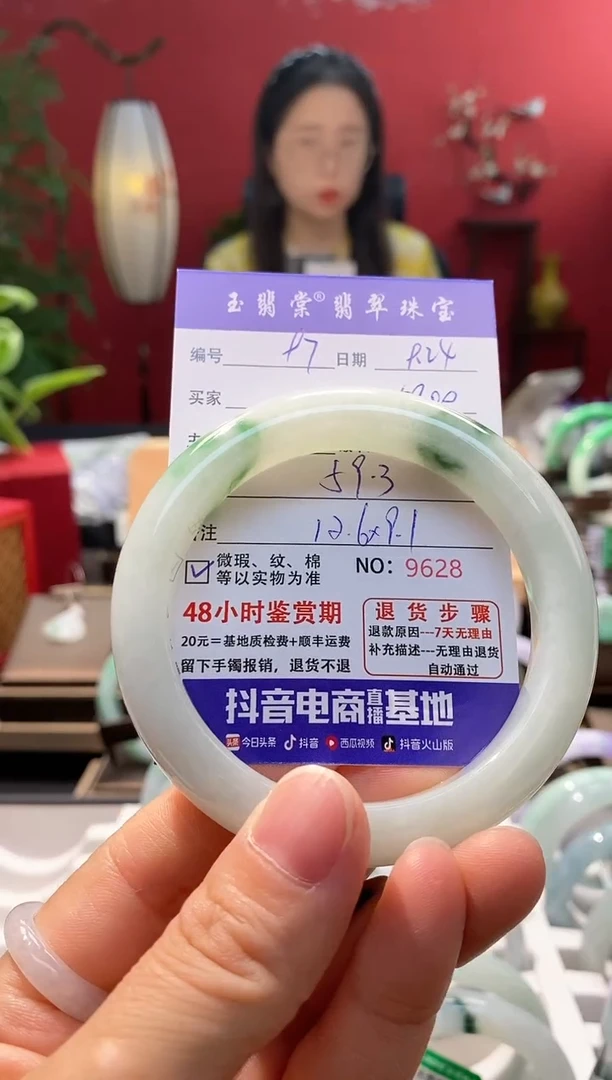 玉翡棠®翡翠珠宝
编号 日期 9.24
买家
59.3
注 12.6x9.1
微瑕、纹、棉
等以实物为准
NO: 9628
48小时鉴赏期
20元=基地质检费+顺丰运费
留下手镯报销，退货不退
退货步骤
退款原因---7天无理由
补充描述---无理由退货
自动通过
抖音电商直播基地
头条 今日头条 抖音 西瓜视频 抖音火山版